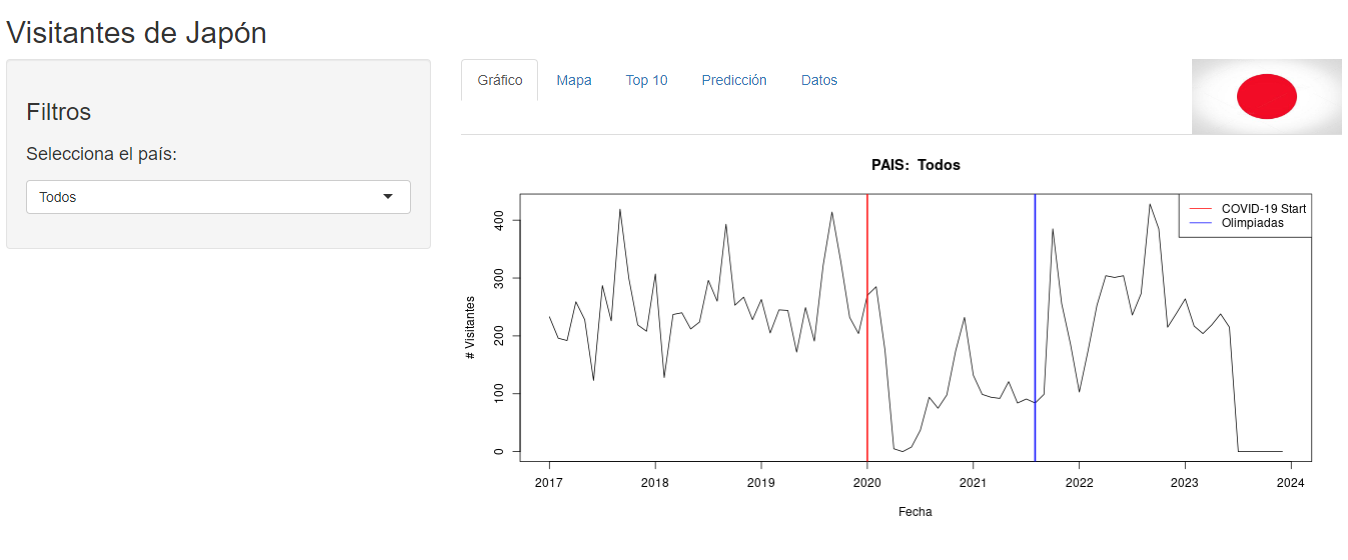 Visitantes de Japón
Filtros
Selecciona el país:
Todos
Gráfico Mapa Top 10 Predicción Datos
PAIS: Todos
COVID-19 Start
Olimpiadas
# Visitantes
400
300
200
100
0
2017 2018 2019 2020 2021 2022 2023 2024
Fecha